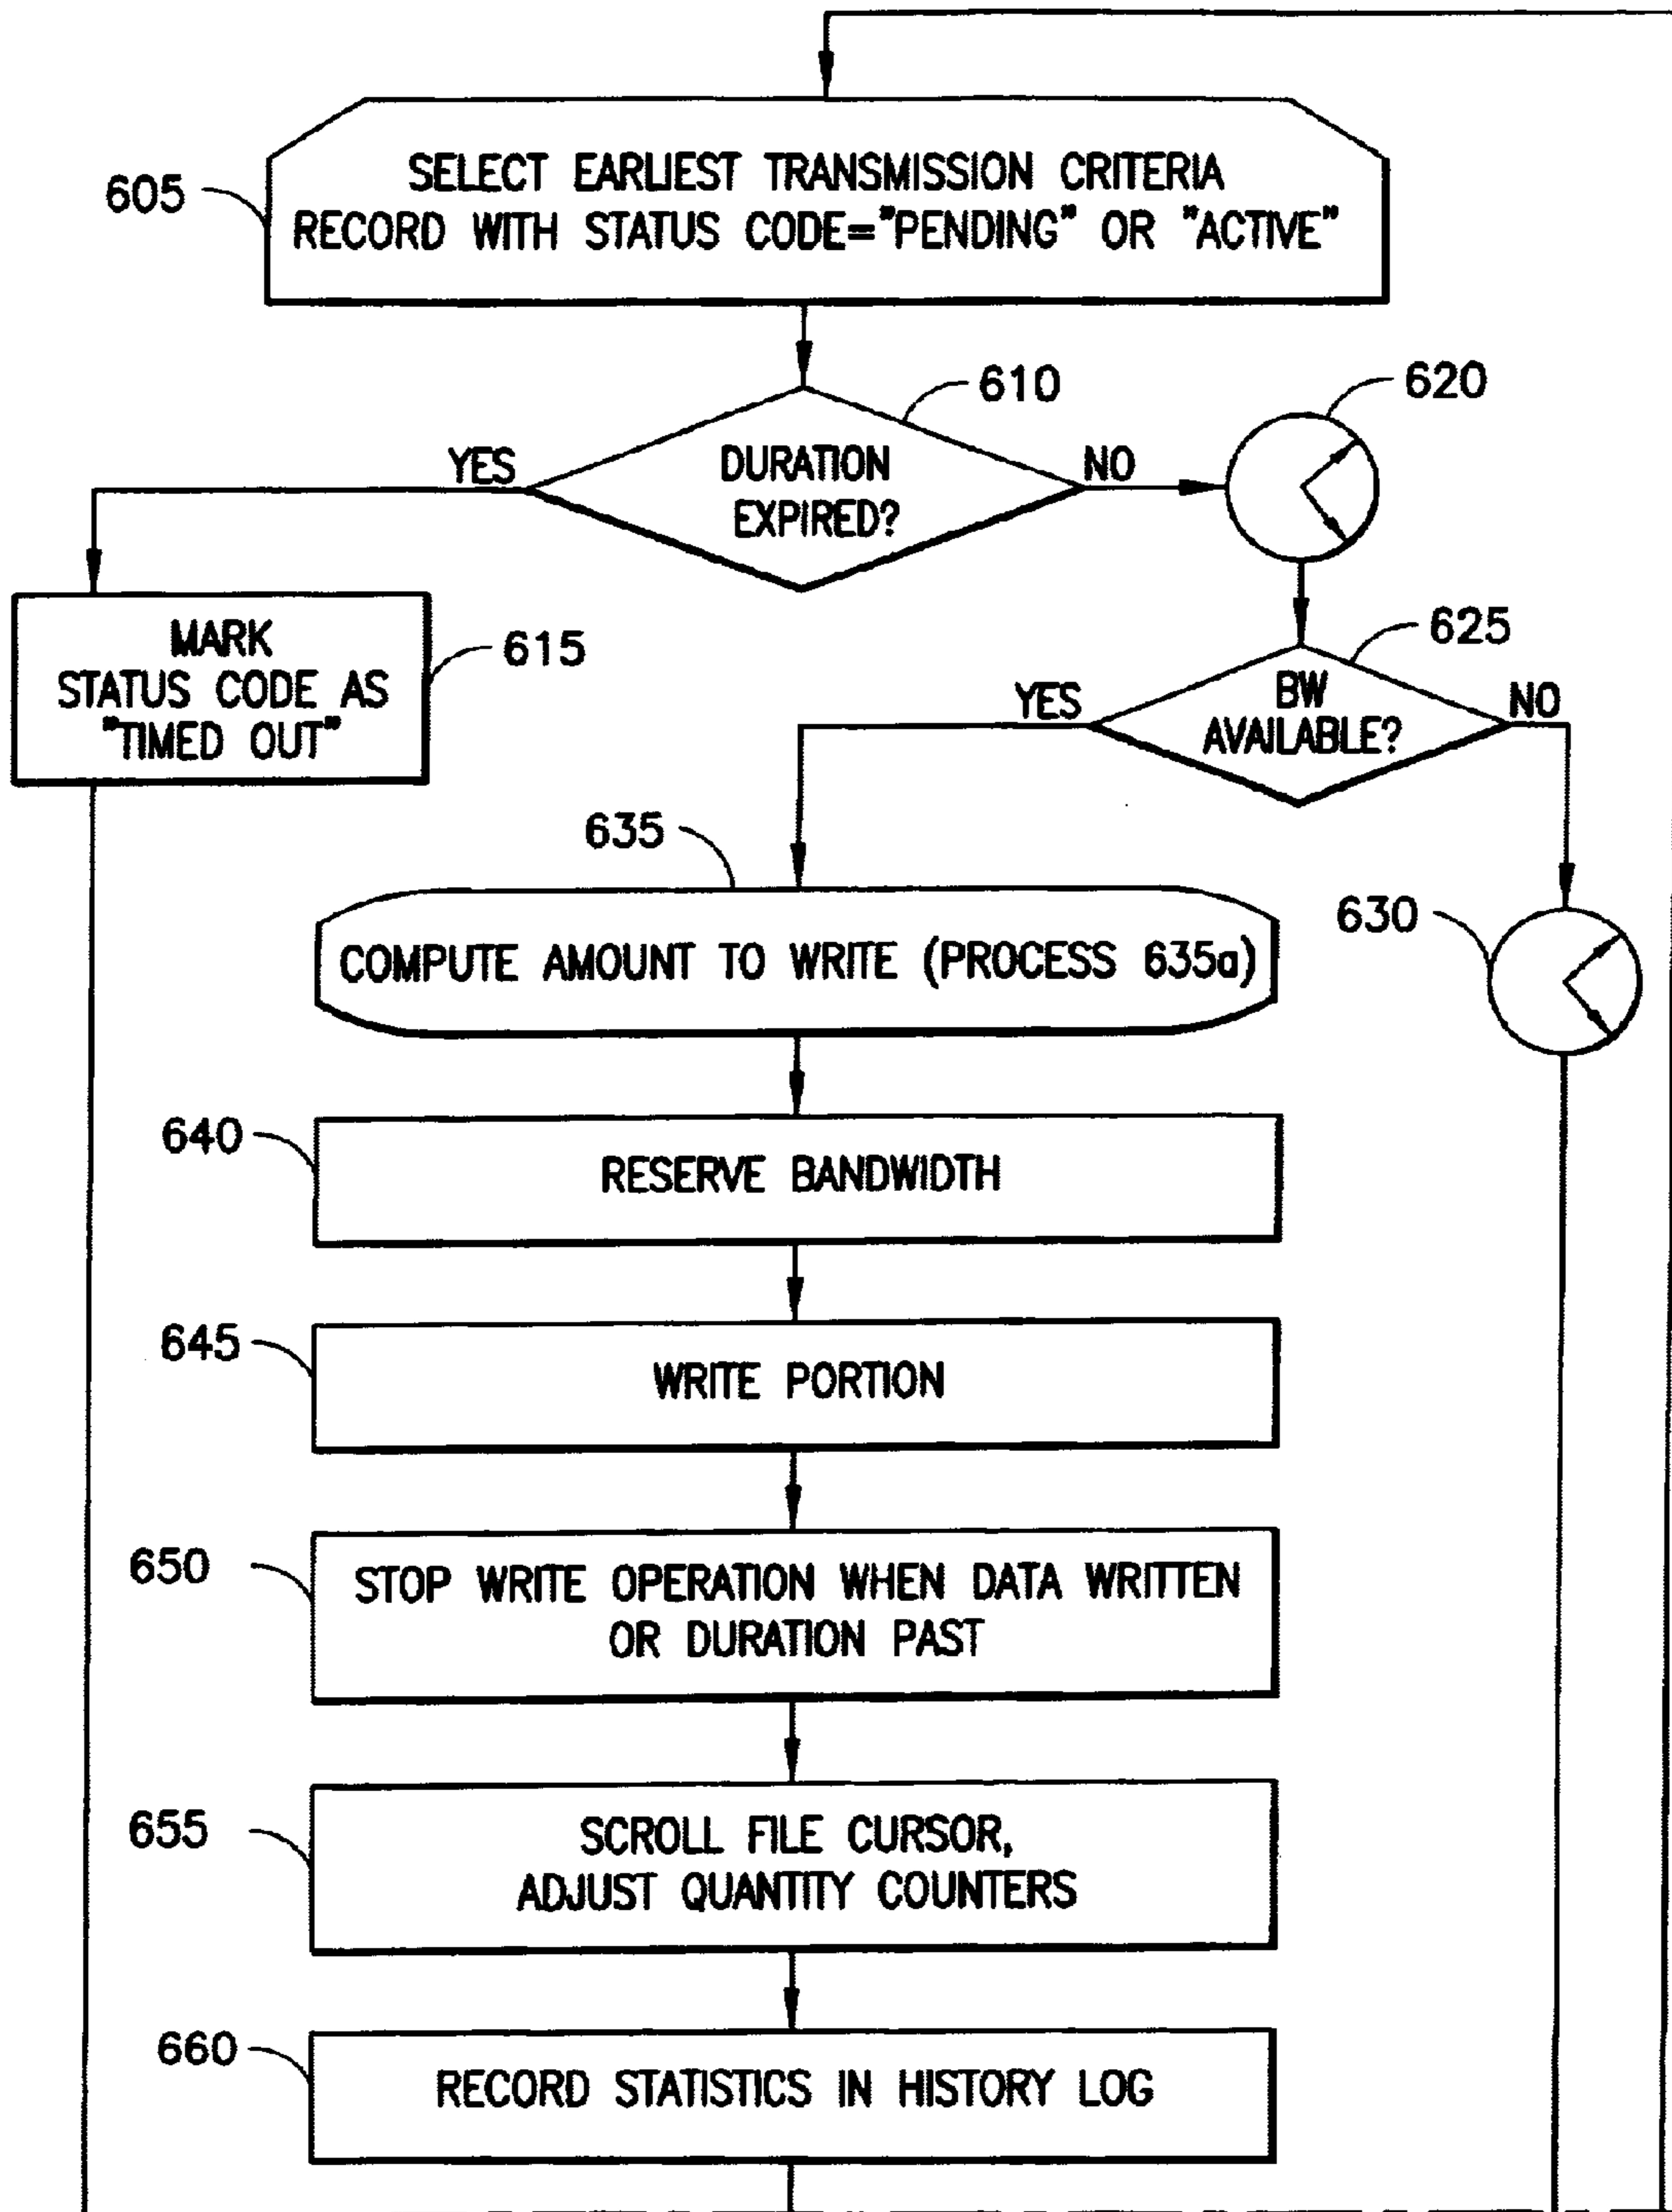 605
SELECT EARLIEST TRANSMISSION CRITERIA
RECORD WITH STATUS CODE="PENDING" OR "ACTIVE"
610
620
YES
DURATION
EXPIRED?
NO
MARK
STATUS CODE AS
"TIMED OUT"
615
625
YES
BW
AVAILABLE?
NO
635
630
COMPUTE AMOUNT TO WRITE (PROCESS 635a)
640
RESERVE BANDWIDTH
645
WRITE PORTION
650
STOP WRITE OPERATION WHEN DATA WRITTEN
OR DURATION PAST
655
SCROLL FILE CURSOR,
ADJUST QUANTITY COUNTERS
660
RECORD STATISTICS IN HISTORY LOG